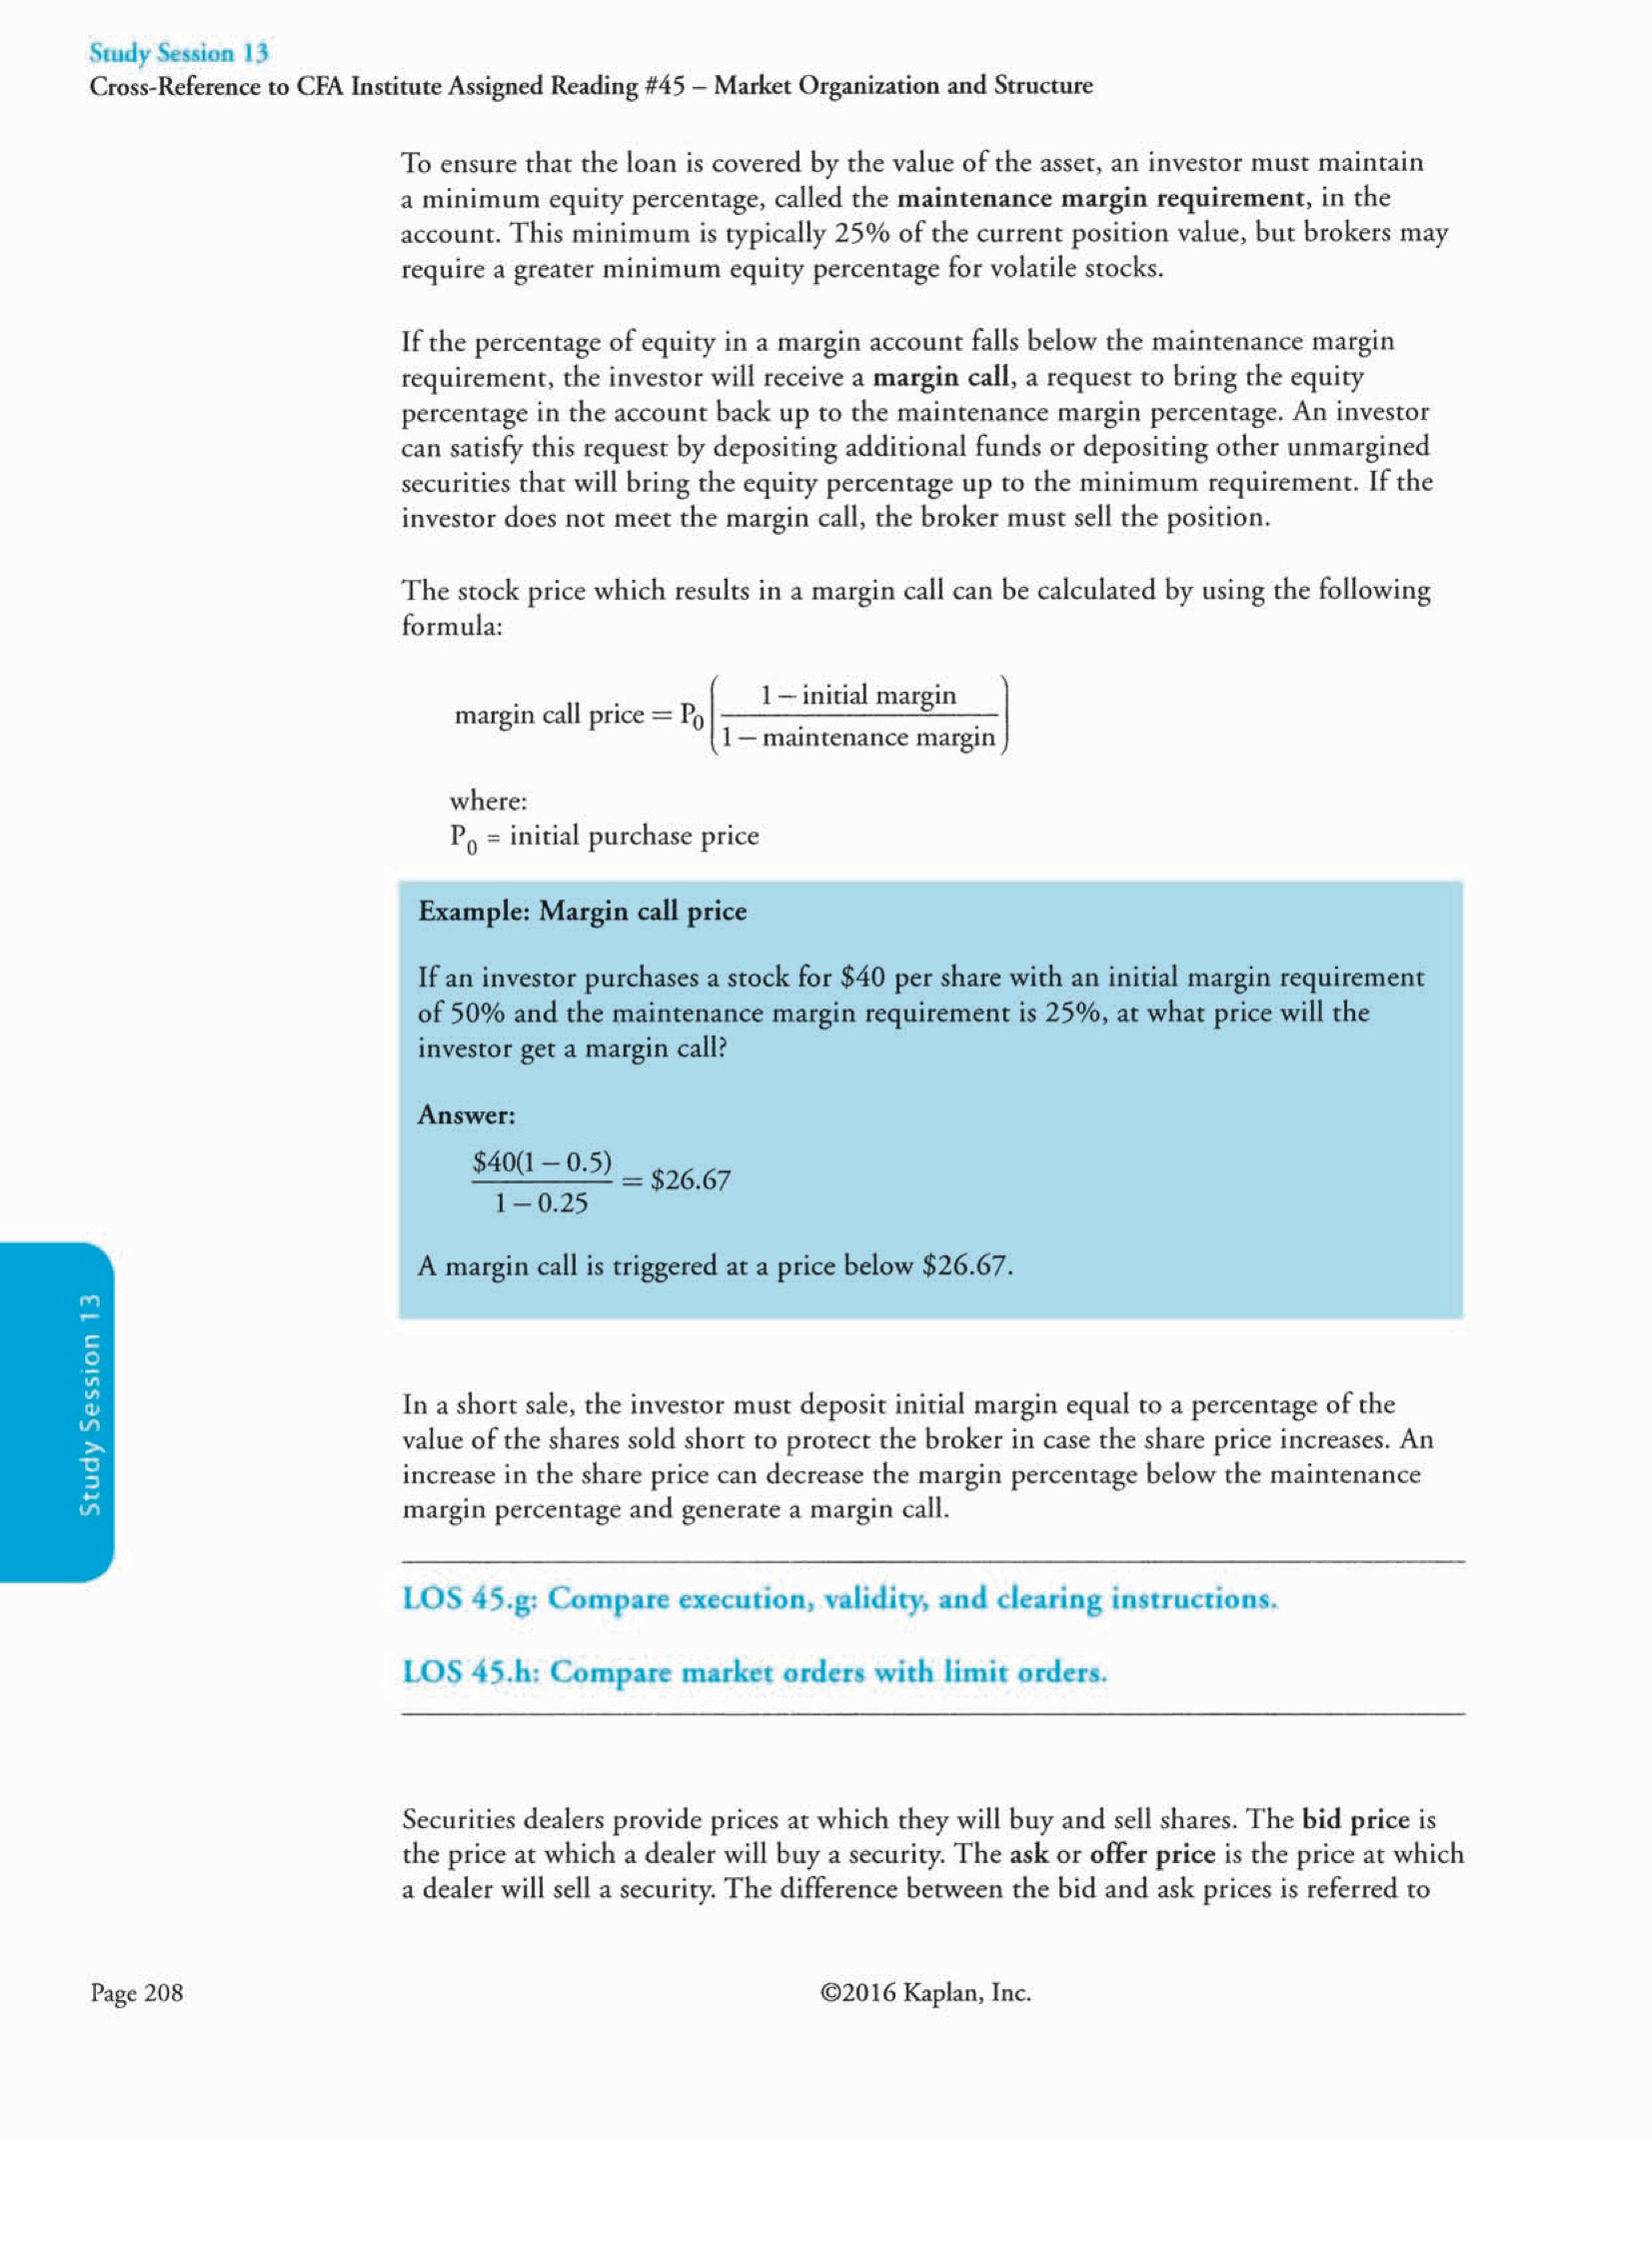 Study Session 13
Cross-Reference to CFA Institute Assigned Reading #45 – Market Organization and Structure
To ensure that the loan is covered by the value of the asset, an investor must maintain
a minimum equity percentage, called the maintenance margin requirement, in the
account. This minimum is typically 25% of the current position value, but brokers may
require a greater minimum equity percentage for volatile stocks.
If the percentage of equity in a margin account falls below the maintenance margin
requirement, the investor will receive a margin call, a request to bring the equity
percentage in the account back up to the maintenance margin percentage. An investor
can satisfy this request by depositing additional funds or depositing other unmargined
securities that will bring the equity percentage up to the minimum requirement. If the
investor does not meet the margin call, the broker must sell the position.
The stock price which results in a margin call can be calculated by using the following
formula:
margin call price = P₀ ( 1 – initial margin / 1 – maintenance margin )
where:
P₀ = initial purchase price
Example: Margin call price
If an investor purchases a stock for $40 per share with an initial margin requirement
of 50% and the maintenance margin requirement is 25%, at what price will the
investor get a margin call?
Answer:
$40(1 – 0.5) / 1 – 0.25 = $26.67
A margin call is triggered at a price below $26.67.
Study Session 13
In a short sale, the investor must deposit initial margin equal to a percentage of the
value of the shares sold short to protect the broker in case the share price increases. An
increase in the share price can decrease the margin percentage below the maintenance
margin percentage and generate a margin call.
LOS 45.g: Compare execution, validity, and clearing instructions.
LOS 45.h: Compare market orders with limit orders.
Securities dealers provide prices at which they will buy and sell shares. The bid price is
the price at which a dealer will buy a security. The ask or offer price is the price at which
a dealer will sell a security. The difference between the bid and ask prices is referred to
Page 208
©2016 Kaplan, Inc.